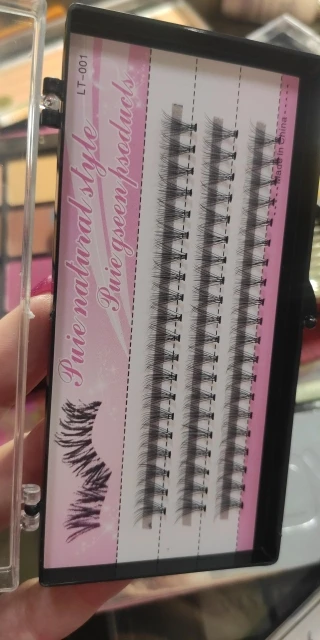 LT-001
Puie natural style
Puie gseen psoducts
Made in China